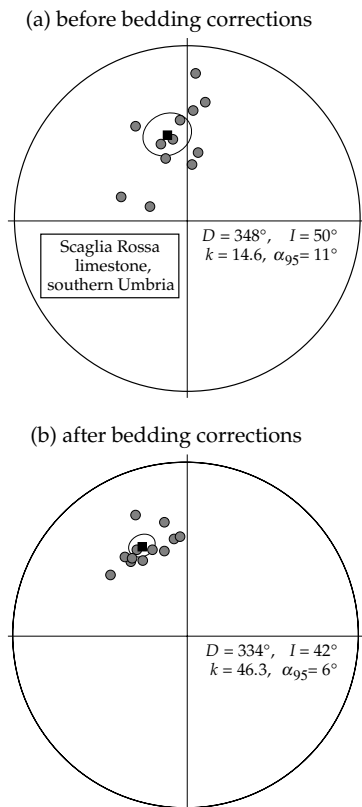 (a) before bedding corrections
D = 348°, I = 50°
k = 14.6, α95= 11°
Scaglia Rossa
limestone,
southern Umbria
(b) after bedding corrections
D = 334°, I = 42°
k = 46.3, α95= 6°